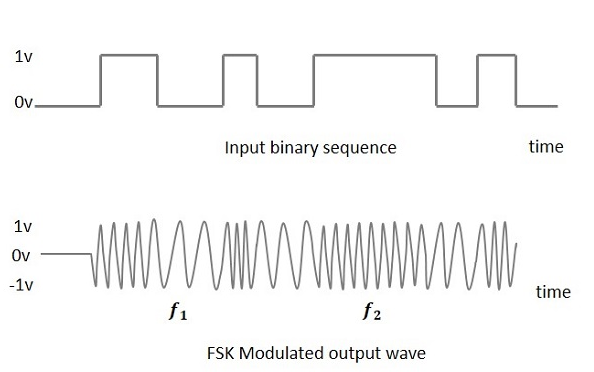 1v
0v
Input binary sequence time
1v
0v
-1v
time
f1 f2
FSK Modulated output wave